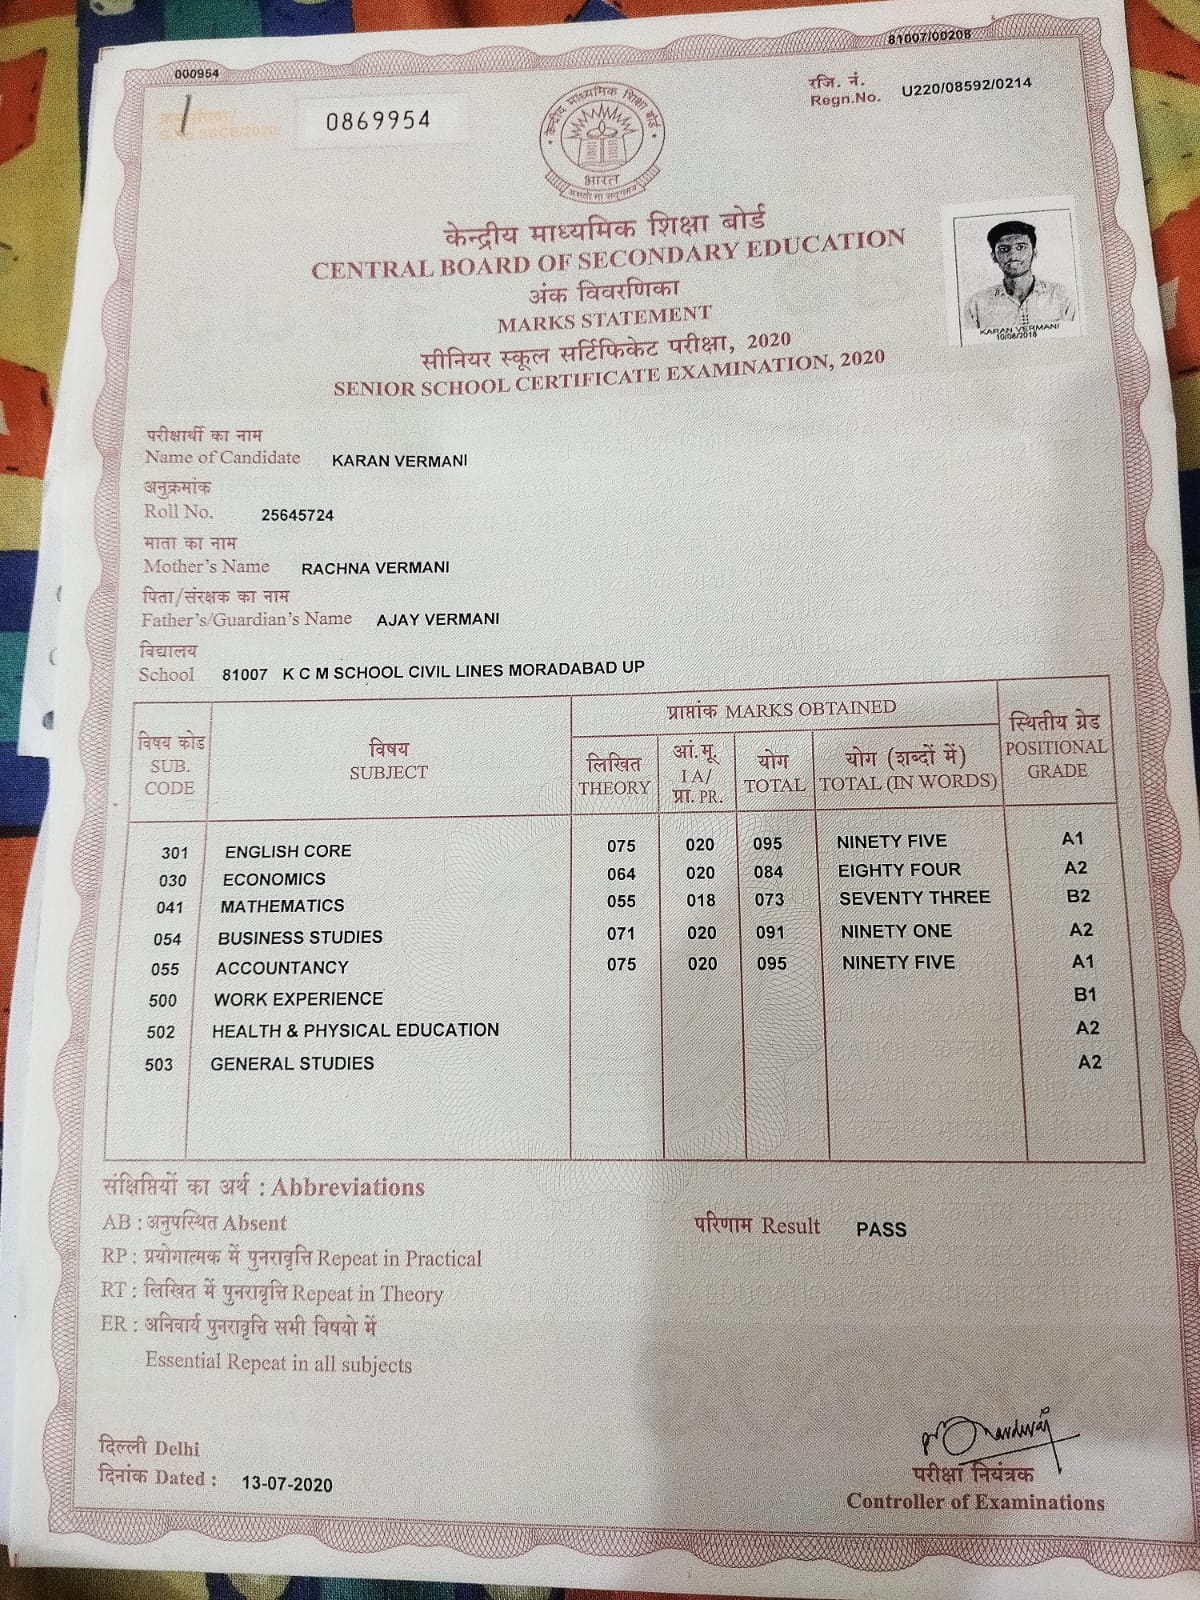 81007/00208
000954
रजि. नं.
Regn.No. U220/08592/0214
0869954
केन्द्रीय माध्यमिक शिक्षा बोर्ड
भारत
केन्द्रीय माध्यमिक शिक्षा बोर्ड
CENTRAL BOARD OF SECONDARY EDUCATION
अंक विवरणिका
MARKS STATEMENT
सीनियर स्कूल सर्टिफिकेट परीक्षा, 2020
SENIOR SCHOOL CERTIFICATE EXAMINATION, 2020
KARAN VERMANI
10/08/2018
परीक्षार्थी का नाम
Name of Candidate KARAN VERMANI
अनुक्रमांक
Roll No. 25645724
माता का नाम
Mother's Name RACHNA VERMANI
पिता/संरक्षक का नाम
Father's/Guardian's Name AJAY VERMANI
विद्यालय
School 81007 K C M SCHOOL CIVIL LINES MORADABAD UP
विषय कोड SUB. CODE विषय SUBJECT प्राप्तांक MARKS OBTAINED स्थितीय ग्रेड POSITIONAL GRADE
लिखित THEORY आं.मू. I A/ प्रा. PR. योग TOTAL योग (शब्दों में) TOTAL (IN WORDS)
301 ENGLISH CORE 075 020 095 NINETY FIVE A1
030 ECONOMICS 064 020 084 EIGHTY FOUR A2
041 MATHEMATICS 055 018 073 SEVENTY THREE B2
054 BUSINESS STUDIES 071 020 091 NINETY ONE A2
055 ACCOUNTANCY 075 020 095 NINETY FIVE A1
500 WORK EXPERIENCE B1
502 HEALTH & PHYSICAL EDUCATION A2
503 GENERAL STUDIES A2
संक्षिप्तियों का अर्थ : Abbreviations
AB : अनुपस्थित Absent
परिणाम Result PASS
RP : प्रयोगात्मक में पुनरावृत्ति Repeat in Practical
RT : लिखित में पुनरावृत्ति Repeat in Theory
ER : अनिवार्य पुनरावृत्ति सभी विषयो में
Essential Repeat in all subjects
दिल्ली Delhi
दिनांक Dated : 13-07-2020
परीक्षा नियंत्रक
Controller of Examinations